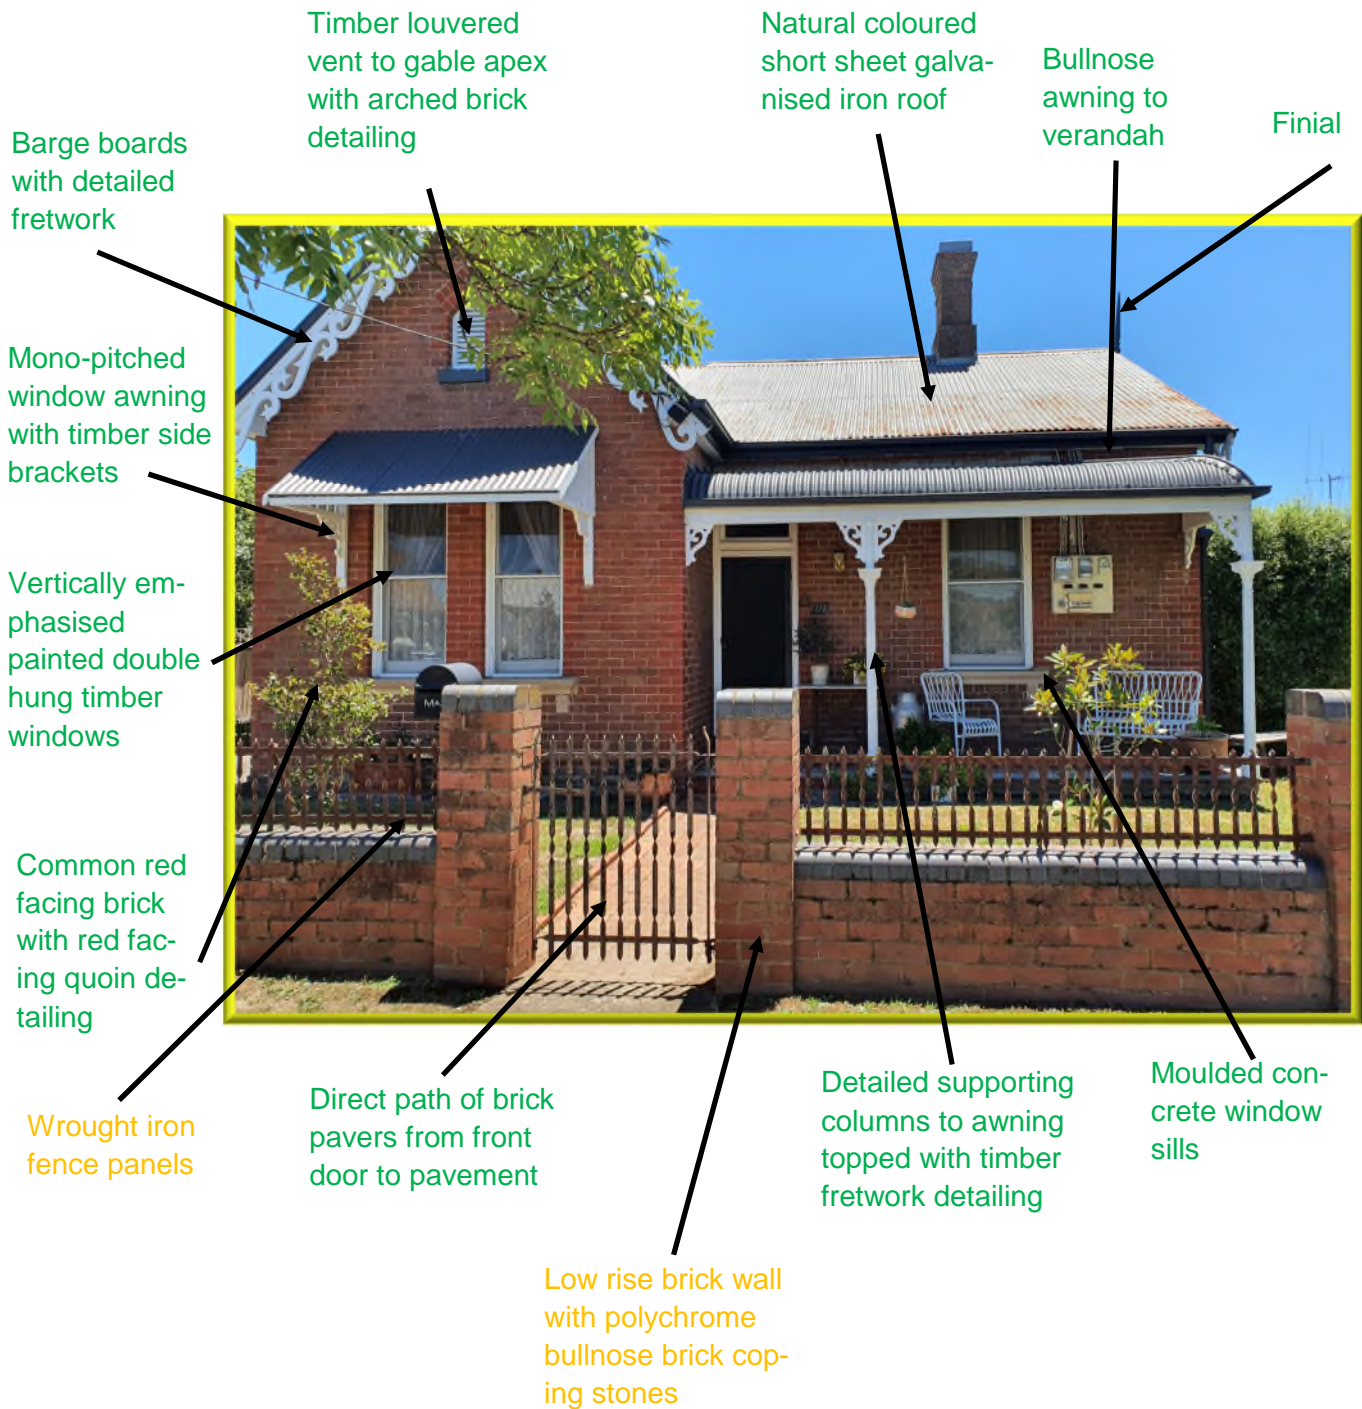 Timber louvered
vent to gable apex
with arched brick
detailing
Natural coloured
short sheet galva-
nised iron roof
Bullnose
awning to
verandah
Finial
Barge boards
with detailed
fretwork
Mono-pitched
window awning
with timber side
brackets
Vertically em-
phasised
painted double
hung timber
windows
Common red
facing brick
with red fac-
ing quoin de-
tailing
Wrought iron
fence panels
Direct path of brick
pavers from front
door to pavement
Detailed supporting
columns to awning
topped with timber
fretwork detailing
Moulded con-
crete window
sills
Low rise brick wall
with polychrome
bullnose brick cop-
ing stones